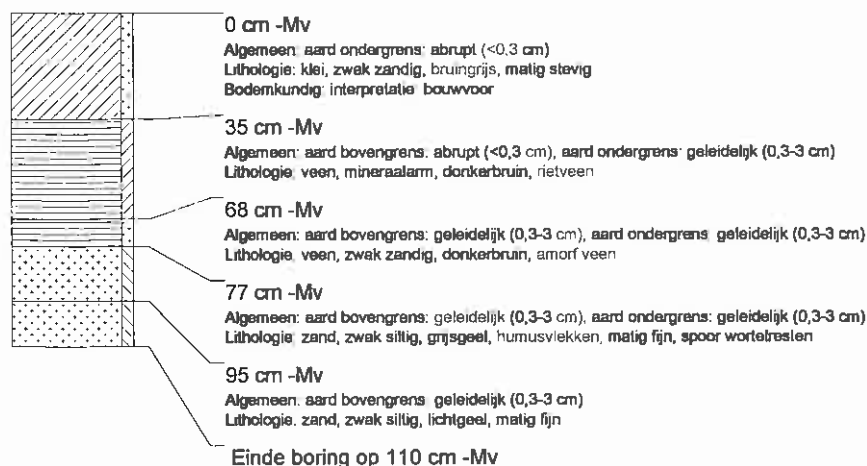 0 cm -Mv
Algemeen: aard ondergrens: abrupt (<0,3 cm)
Lithologie: klei, zwak zandig, bruingrijs, matig stevig
Bodemkundig: interpretatie: bouwvoor
35 cm -Mv
Algemeen: aard bovengrens: abrupt (<0,3 cm), aard ondergrens: geleidelijk (0,3-3 cm)
Lithologie: veen, mineraalarm, donkerbruin, rietveen
68 cm -Mv
Algemeen: aard bovengrens: geleidelijk (0,3-3 cm), aard ondergrens: geleidelijk (0,3-3 cm)
Lithologie: veen, zwak zandig, donkerbruin, amorf veen
77 cm -Mv
Algemeen: aard bovengrens: geleidelijk (0,3-3 cm), aard ondergrens: geleidelijk (0,3-3 cm)
Lithologie: zand, zwak siltig, grijsgeel, humusvlekken, matig fijn, spoor wortelresten
95 cm -Mv
Algemeen: aard bovengrens: geleidelijk (0,3-3 cm)
Lithologie: zand, zwak siltig, lichtgeel, matig fijn
Einde boring op 110 cm -Mv